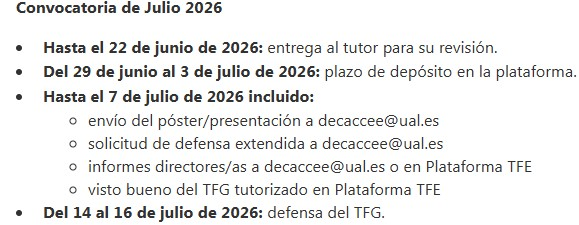 Convocatoria de Julio 2026
• Hasta el 22 de junio de 2026: entrega al tutor para su revisión.
• Del 29 de junio al 3 de julio de 2026: plazo de depósito en la plataforma.
• Hasta el 7 de julio de 2026 incluido:
○ envío del póster/presentación a decaccee@ual.es
○ solicitud de defensa extendida a decaccee@ual.es
○ informes directores/as a decaccee@ual.es o en Plataforma TFE
○ visto bueno del TFG tutorizado en Plataforma TFE
• Del 14 al 16 de julio de 2026: defensa del TFG.